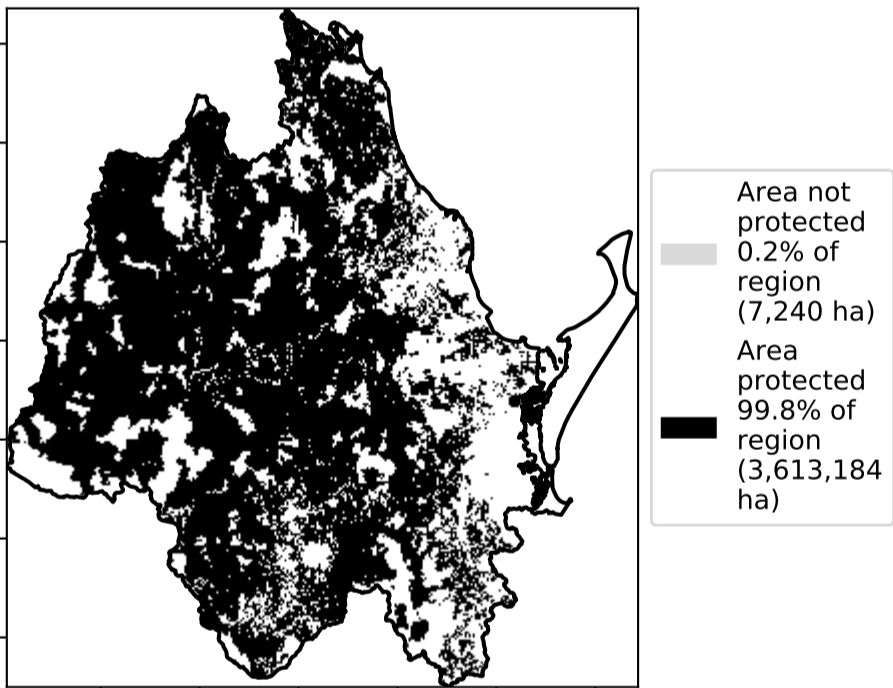 Area not
protected
0.2% of
region
(7,240 ha)
Area
protected
99.8% of
region
(3,613,184
ha)